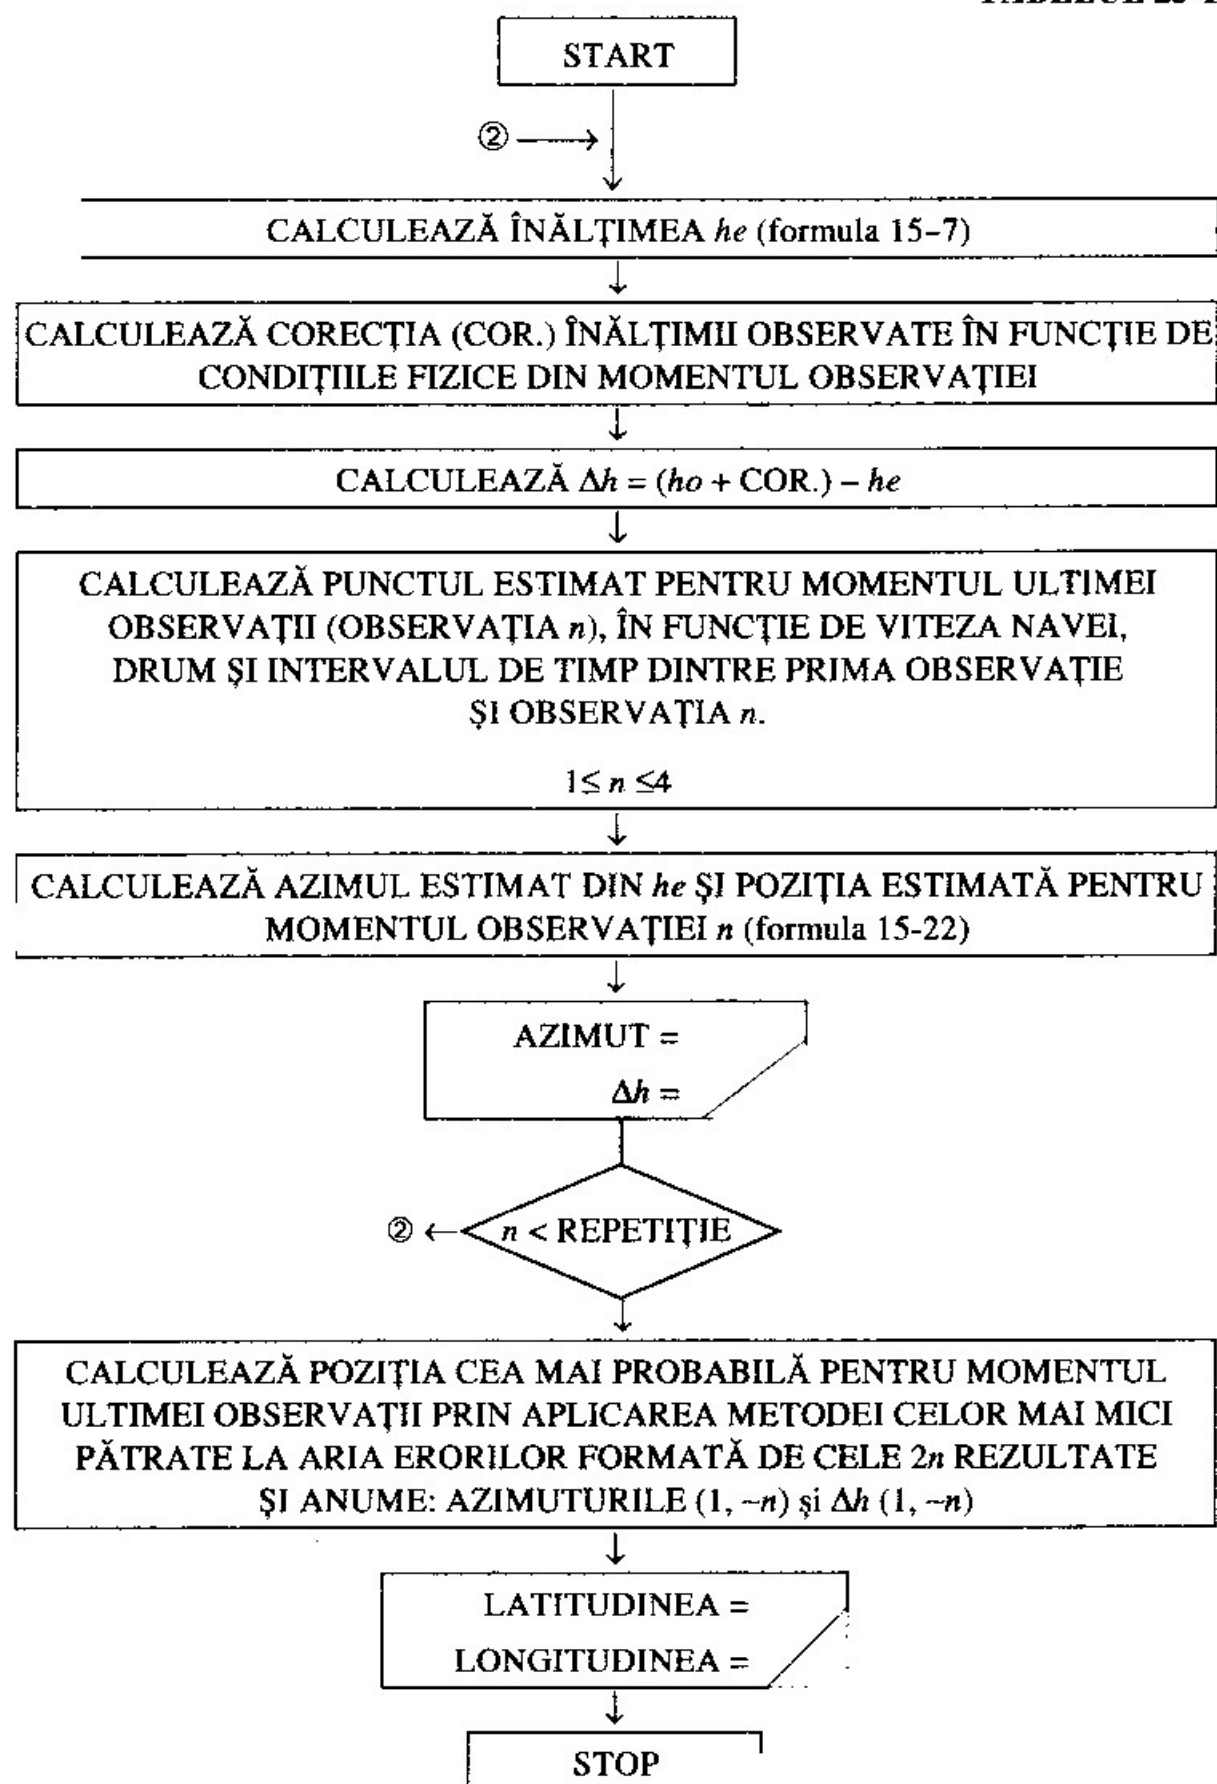 START
②
CALCULEAZĂ ÎNĂLȚIMEA he (formula 15–7)
CALCULEAZĂ CORECȚIA (COR.) ÎNĂLȚIMII OBSERVATE ÎN FUNCȚIE DE
CONDIȚIILE FIZICE DIN MOMENTUL OBSERVAȚIEI
CALCULEAZĂ Δh = (ho + COR.) – he
CALCULEAZĂ PUNCTUL ESTIMAT PENTRU MOMENTUL ULTIMEI
OBSERVAȚII (OBSERVAȚIA n), ÎN FUNCȚIE DE VITEZA NAVEI,
DRUM ȘI INTERVALUL DE TIMP DINTRE PRIMA OBSERVAȚIE
ȘI OBSERVAȚIA n.
1≤ n ≤4
CALCULEAZĂ AZIMUL ESTIMAT DIN he ȘI POZIȚIA ESTIMATĂ PENTRU
MOMENTUL OBSERVAȚIEI n (formula 15-22)
AZIMUT =
Δh =
② n < REPETIȚIE
CALCULEAZĂ POZIȚIA CEA MAI PROBABILĂ PENTRU MOMENTUL
ULTIMEI OBSERVAȚII PRIN APLICAREA METODEI CELOR MAI MICI
PĂTRATE LA ARIA ERORILOR FORMATĂ DE CELE 2n REZULTATE
ȘI ANUME: AZIMUTURILE (1, ~n) și Δh (1, ~n)
LATITUDINEA =
LONGITUDINEA =
STOP